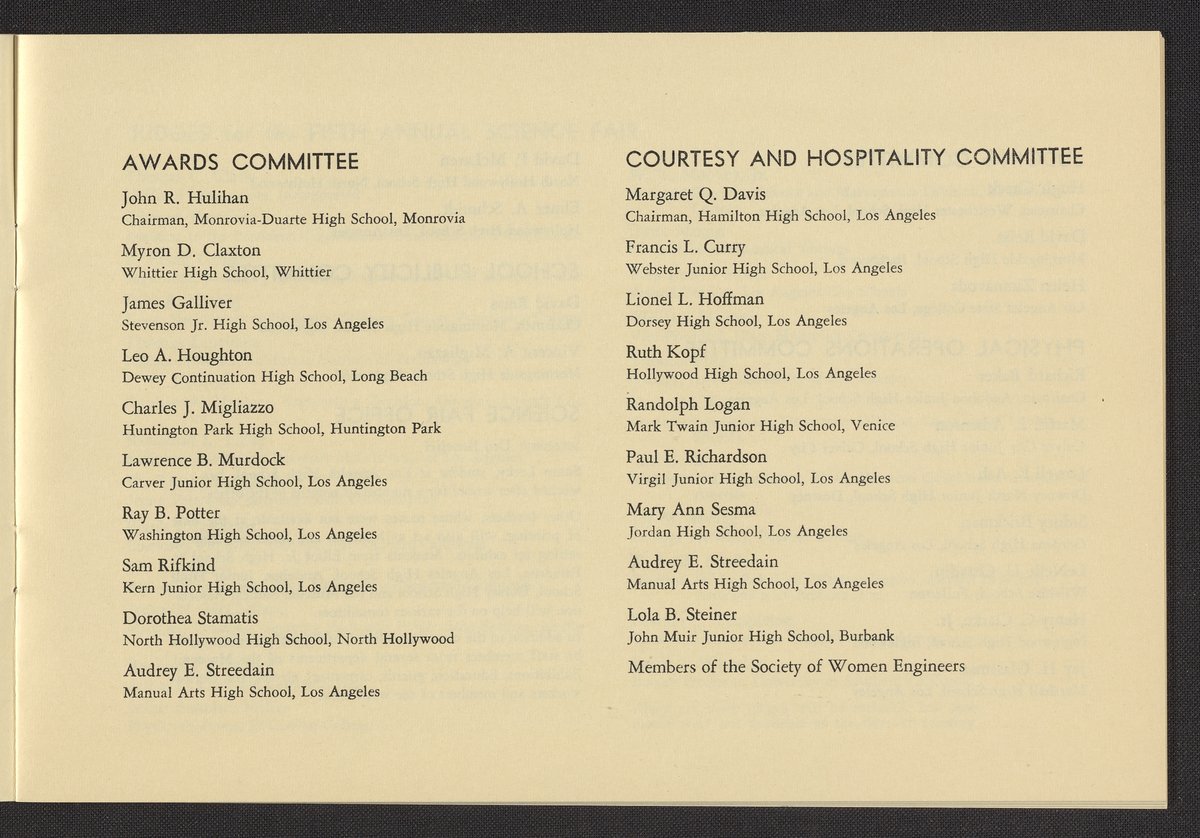 AWARDS COMMITTEE
John R. Hulihan
Chairman, Monrovia-Duarte High School, Monrovia
Myron D. Claxton
Whittier High School, Whittier
James Galliver
Stevenson Jr. High School, Los Angeles
Leo A. Houghton
Dewey Continuation High School, Long Beach
Charles J. Migliazzo
Huntington Park High School, Huntington Park
Lawrence B. Murdock
Carver Junior High School, Los Angeles
Ray B. Potter
Washington High School, Los Angeles
Sam Rifkind
Kern Junior High School, Los Angeles
Dorothea Stamatis
North Hollywood High School, North Hollywood
Audrey E. Streedain
Manual Arts High School, Los Angeles
COURTESY AND HOSPITALITY COMMITTEE
Margaret Q. Davis
Chairman, Hamilton High School, Los Angeles
Francis L. Curry
Webster Junior High School, Los Angeles
Lionel L. Hoffman
Dorsey High School, Los Angeles
Ruth Kopf
Hollywood High School, Los Angeles
Randolph Logan
Mark Twain Junior High School, Venice
Paul E. Richardson
Virgil Junior High School, Los Angeles
Mary Ann Sesma
Jordan High School, Los Angeles
Audrey E. Streedain
Manual Arts High School, Los Angeles
Lola B. Steiner
John Muir Junior High School, Burbank
Members of the Society of Women Engineers